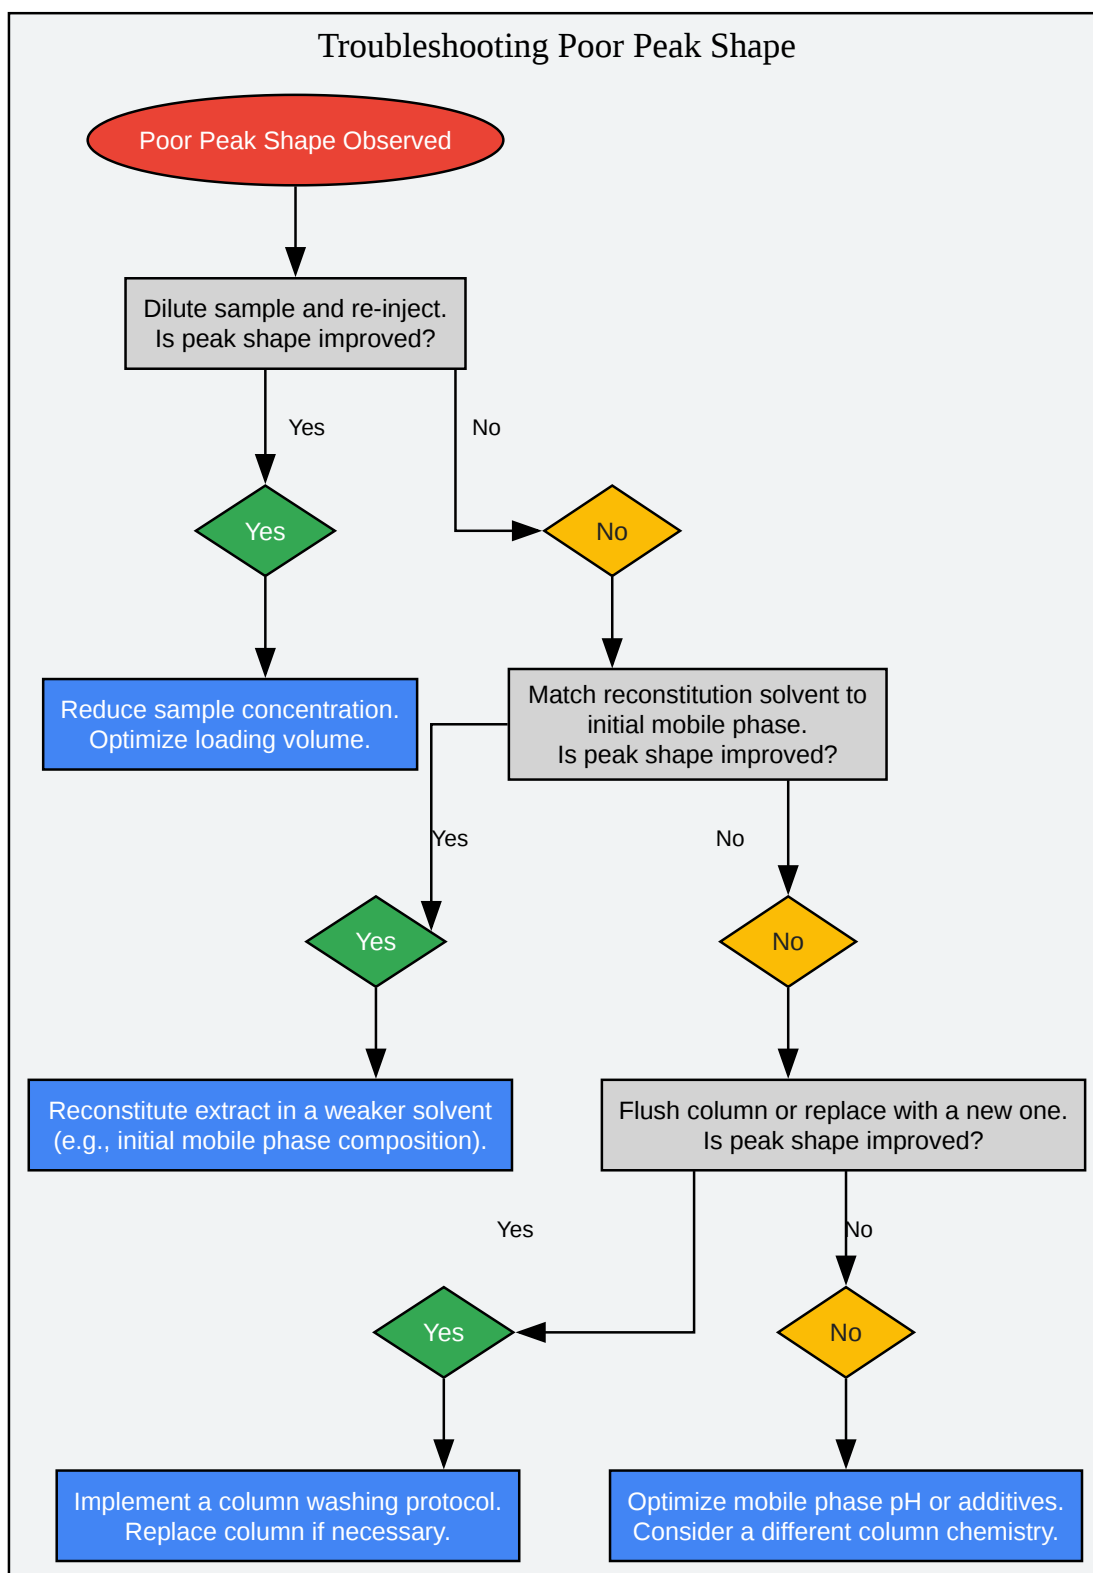 Troubleshooting Poor Peak Shape
Poor Peak Shape Observed
Dilute sample and re-inject.
Is peak shape improved?
Yes
No
Yes
No
Reduce sample concentration.
Optimize loading volume.
Match reconstitution solvent to
initial mobile phase.
Is peak shape improved?
Yes
No
Yes
No
Reconstitute extract in a weaker solvent
(e.g., initial mobile phase composition).
Flush column or replace with a new one.
Is peak shape improved?
Yes
No
Yes
No
Implement a column washing protocol.
Replace column if necessary.
Optimize mobile phase pH or additives.
Consider a different column chemistry.